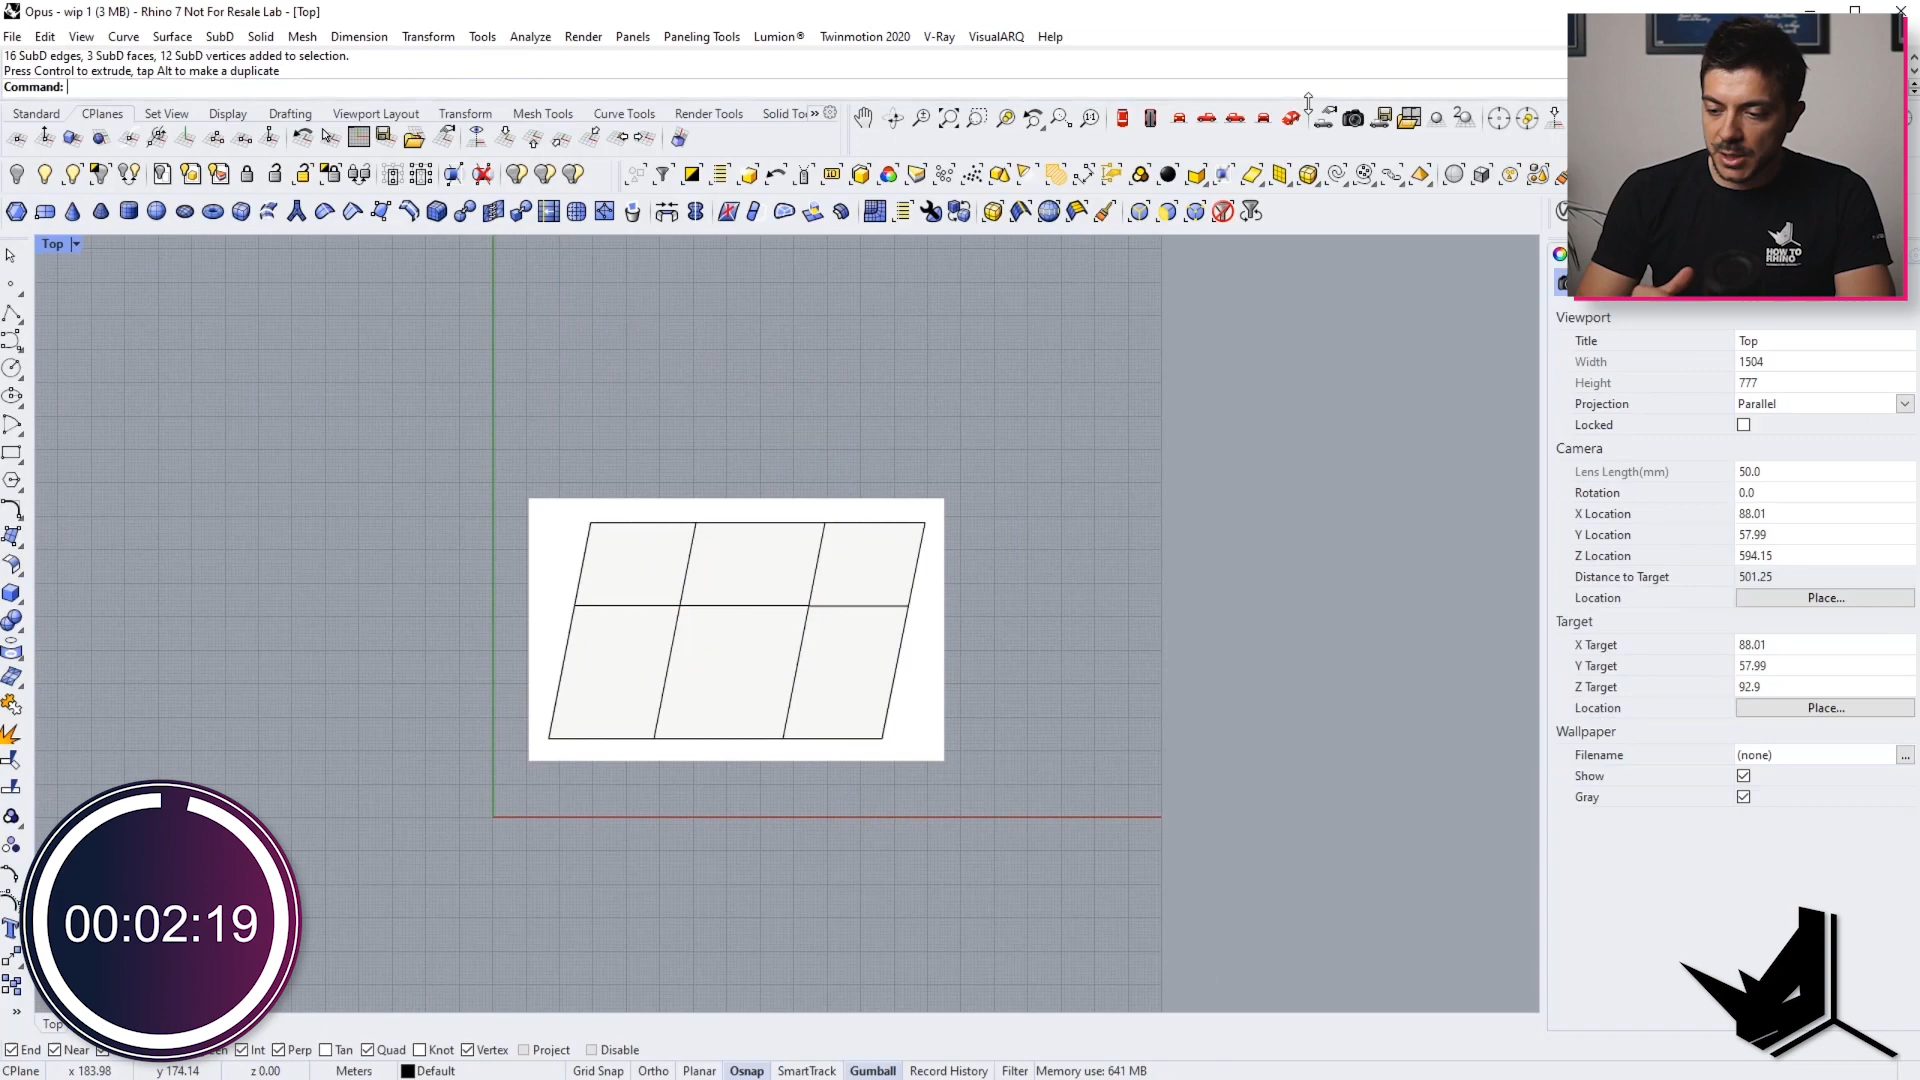 Opus - wip 1 (3 MB) - Rhino 7 Not For Resale Lab - [Top]
File Edit View Curve Surface SubD Solid Mesh Dimension Transform Tools Analyze Render Panels Paneling Tools Lumion® Twinmotion 2020 V-Ray VisualARQ Help
16 SubD edges, 3 SubD faces, 12 SubD vertices added to selection.
Press Control to extrude, tap Alt to make a duplicate
Command:
Standard CPlanes Set View Display Drafting Viewport Layout Transform Mesh Tools Curve Tools Render Tools Solid To
HOW TO
RHINO
Top
Viewport
Title Top
Width 1504
Height 777
Projection Parallel
Locked
Camera
Lens Length(mm) 50.0
Rotation 0.0
X Location 88.01
Y Location 57.99
Z Location 594.15
Distance to Target 501.25
Location Place...
Target
X Target 88.01
Y Target 57.99
Z Target 92.9
Location Place...
Wallpaper
Filename (none) ...
Show
Gray
00:02:19
Top
End Near Int Perp Tan Quad Knot Vertex Project Disable
CPlane x 183.98 y 174.14 z 0.00 Meters Default Grid Snap Ortho Planar Osnap SmartTrack Gumball Record History Filter Memory use: 641 MB